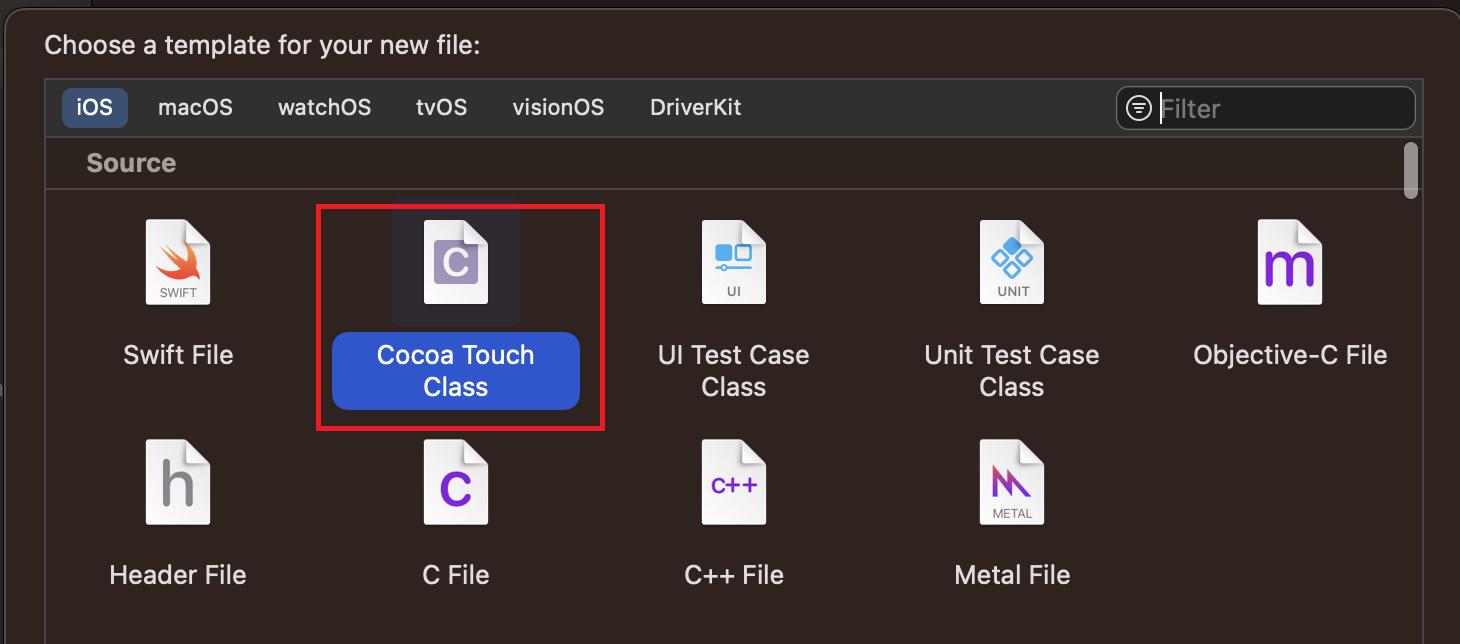 Choose a template for your new file:
iOS macOS watchOS tvOS visionOS DriverKit Filter
Source
SWIFT C UI UNIT m
Swift File Cocoa Touch Class UI Test Case Class Unit Test Case Class Objective-C File
h C C++ METAL
Header File C File C++ File Metal File